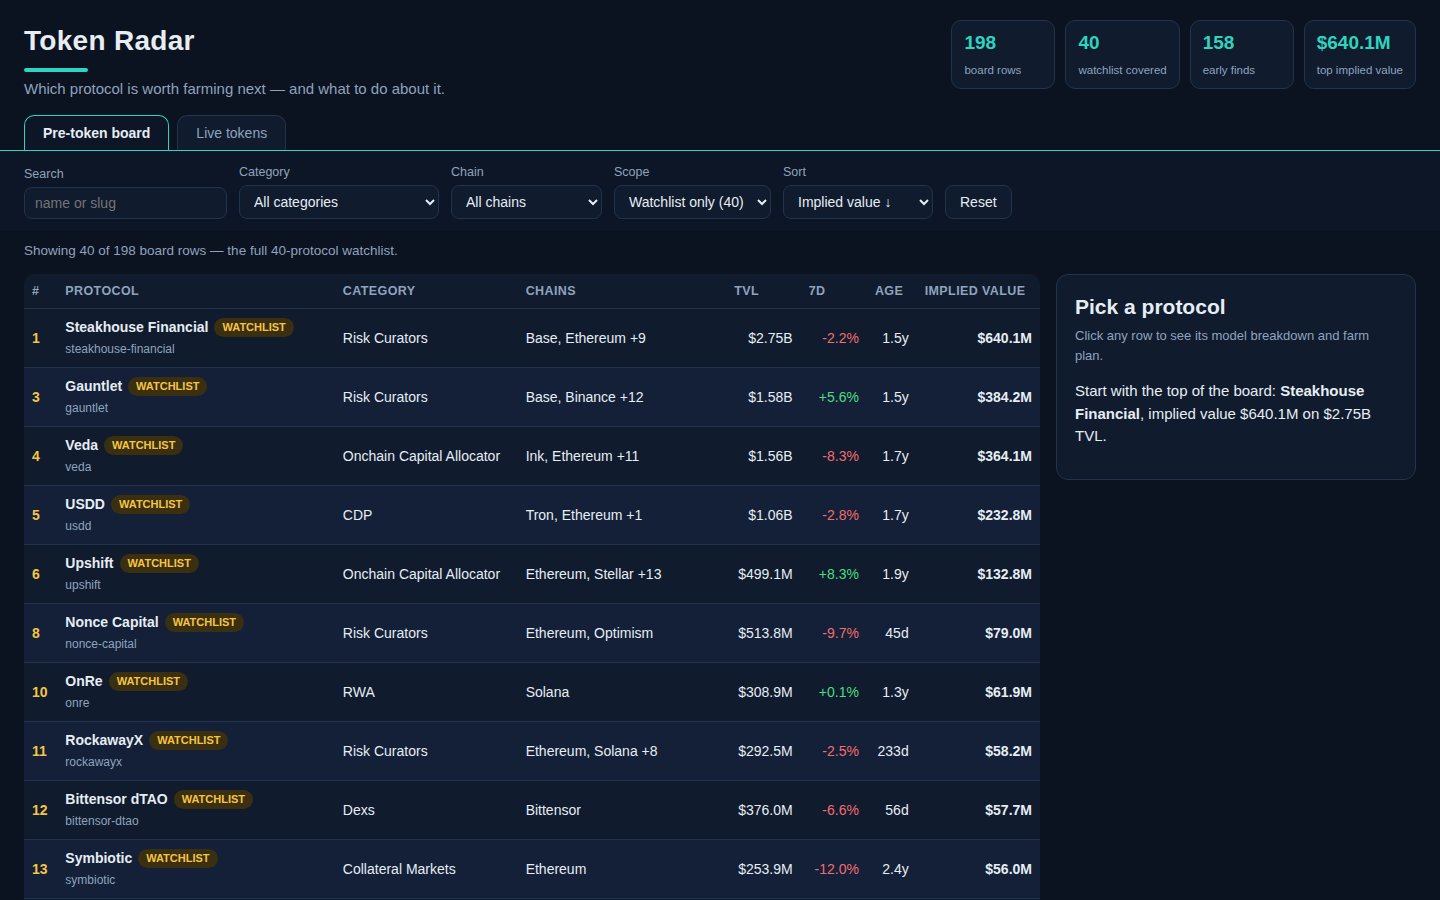 Token Radar
Which protocol is worth farming next — and what to do about it.
198
board rows
40
watchlist covered
158
early finds
$640.1M
top implied value
Pre-token board
Live tokens
Search
name or slug
Category
All categories
Chain
All chains
Scope
Watchlist only (40)
Sort
Implied value ↓
Reset
Showing 40 of 198 board rows — the full 40-protocol watchlist.
# PROTOCOL CATEGORY CHAINS TVL 7D AGE IMPLIED VALUE
1 Steakhouse Financial WATCHLIST Risk Curators Base, Ethereum +9 $2.75B -2.2% 1.5y $640.1M
steakhouse-financial
3 Gauntlet WATCHLIST Risk Curators Base, Binance +12 $1.58B +5.6% 1.5y $384.2M
gauntlet
4 Veda WATCHLIST Onchain Capital Allocator Ink, Ethereum +11 $1.56B -8.3% 1.7y $364.1M
veda
5 USDD WATCHLIST CDP Tron, Ethereum +1 $1.06B -2.8% 1.7y $232.8M
usdd
6 Upshift WATCHLIST Onchain Capital Allocator Ethereum, Stellar +13 $499.1M +8.3% 1.9y $132.8M
upshift
8 Nonce Capital WATCHLIST Risk Curators Ethereum, Optimism $513.8M -9.7% 45d $79.0M
nonce-capital
10 OnRe WATCHLIST RWA Solana $308.9M +0.1% 1.3y $61.9M
onre
11 RockawayX WATCHLIST Risk Curators Ethereum, Solana +8 $292.5M -2.5% 233d $58.2M
rockawayx
12 Bittensor dTAO WATCHLIST Dexs Bittensor $376.0M -6.6% 56d $57.7M
bittensor-dtao
13 Symbiotic WATCHLIST Collateral Markets Ethereum $253.9M -12.0% 2.4y $56.0M
symbiotic
Pick a protocol
Click any row to see its model breakdown and farm
plan.
Start with the top of the board: Steakhouse
Financial, implied value $640.1M on $2.75B
TVL.